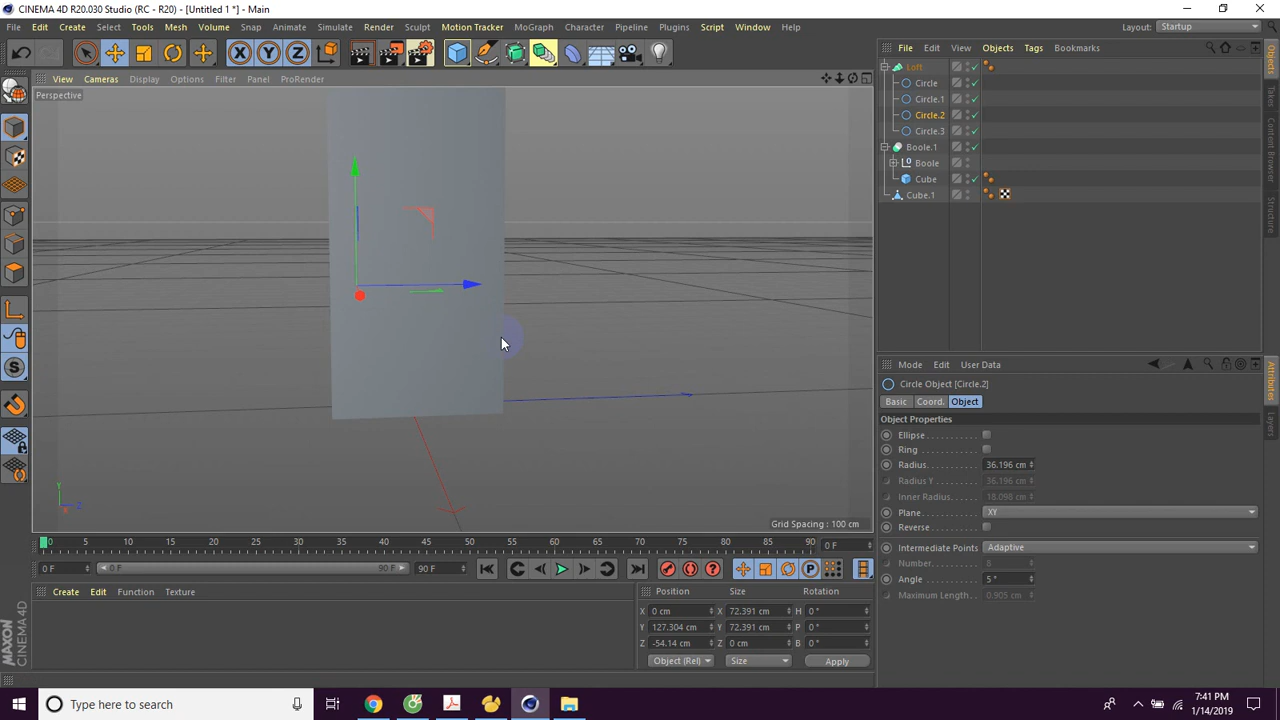 CINEMA 4D R20.030 Studio (RC - R20) - [Untitled 1 *] - Main
File Edit Create Select Tools Mesh Volume Snap Animate Simulate Render Sculpt Motion Tracker MoGraph Character Pipeline Plugins Script Window Help Layout: Startup
File Edit View Objects Tags Bookmarks
View Cameras Display Options Filter Panel ProRender
Perspective
Loft
Circle
Circle.1
Circle.2
Circle.3
Boole.1
Boole
Cube
Cube.1
Objects
Takes
Content Browser
Structure
Mode Edit User Data
Circle Object [Circle.2]
Basic Coord. Object
Object Properties
Ellipse
Ring
Radius 36.196 cm
Radius Y 36.196 cm
Inner Radius 18.098 cm
Plane XY
Reverse
Intermediate Points Adaptive
Number 8
Angle 5 °
Maximum Length 0.905 cm
Attributes
Layers
Y
Z
X
Grid Spacing : 100 cm
0 5 10 15 20 25 30 35 40 45 50 55 60 65 70 75 80 85 90 0 F
0 F 0 F 90 F 90 F
Create Edit Function Texture
Position Size Rotation
X 0 cm X 72.391 cm H 0 °
Y 127.304 cm Y 72.391 cm P 0 °
Z -54.14 cm Z 0 cm B 0 °
Object (Rel) Size Apply
MAXON CINEMA 4D
Type here to search
7:41 PM
1/14/2019